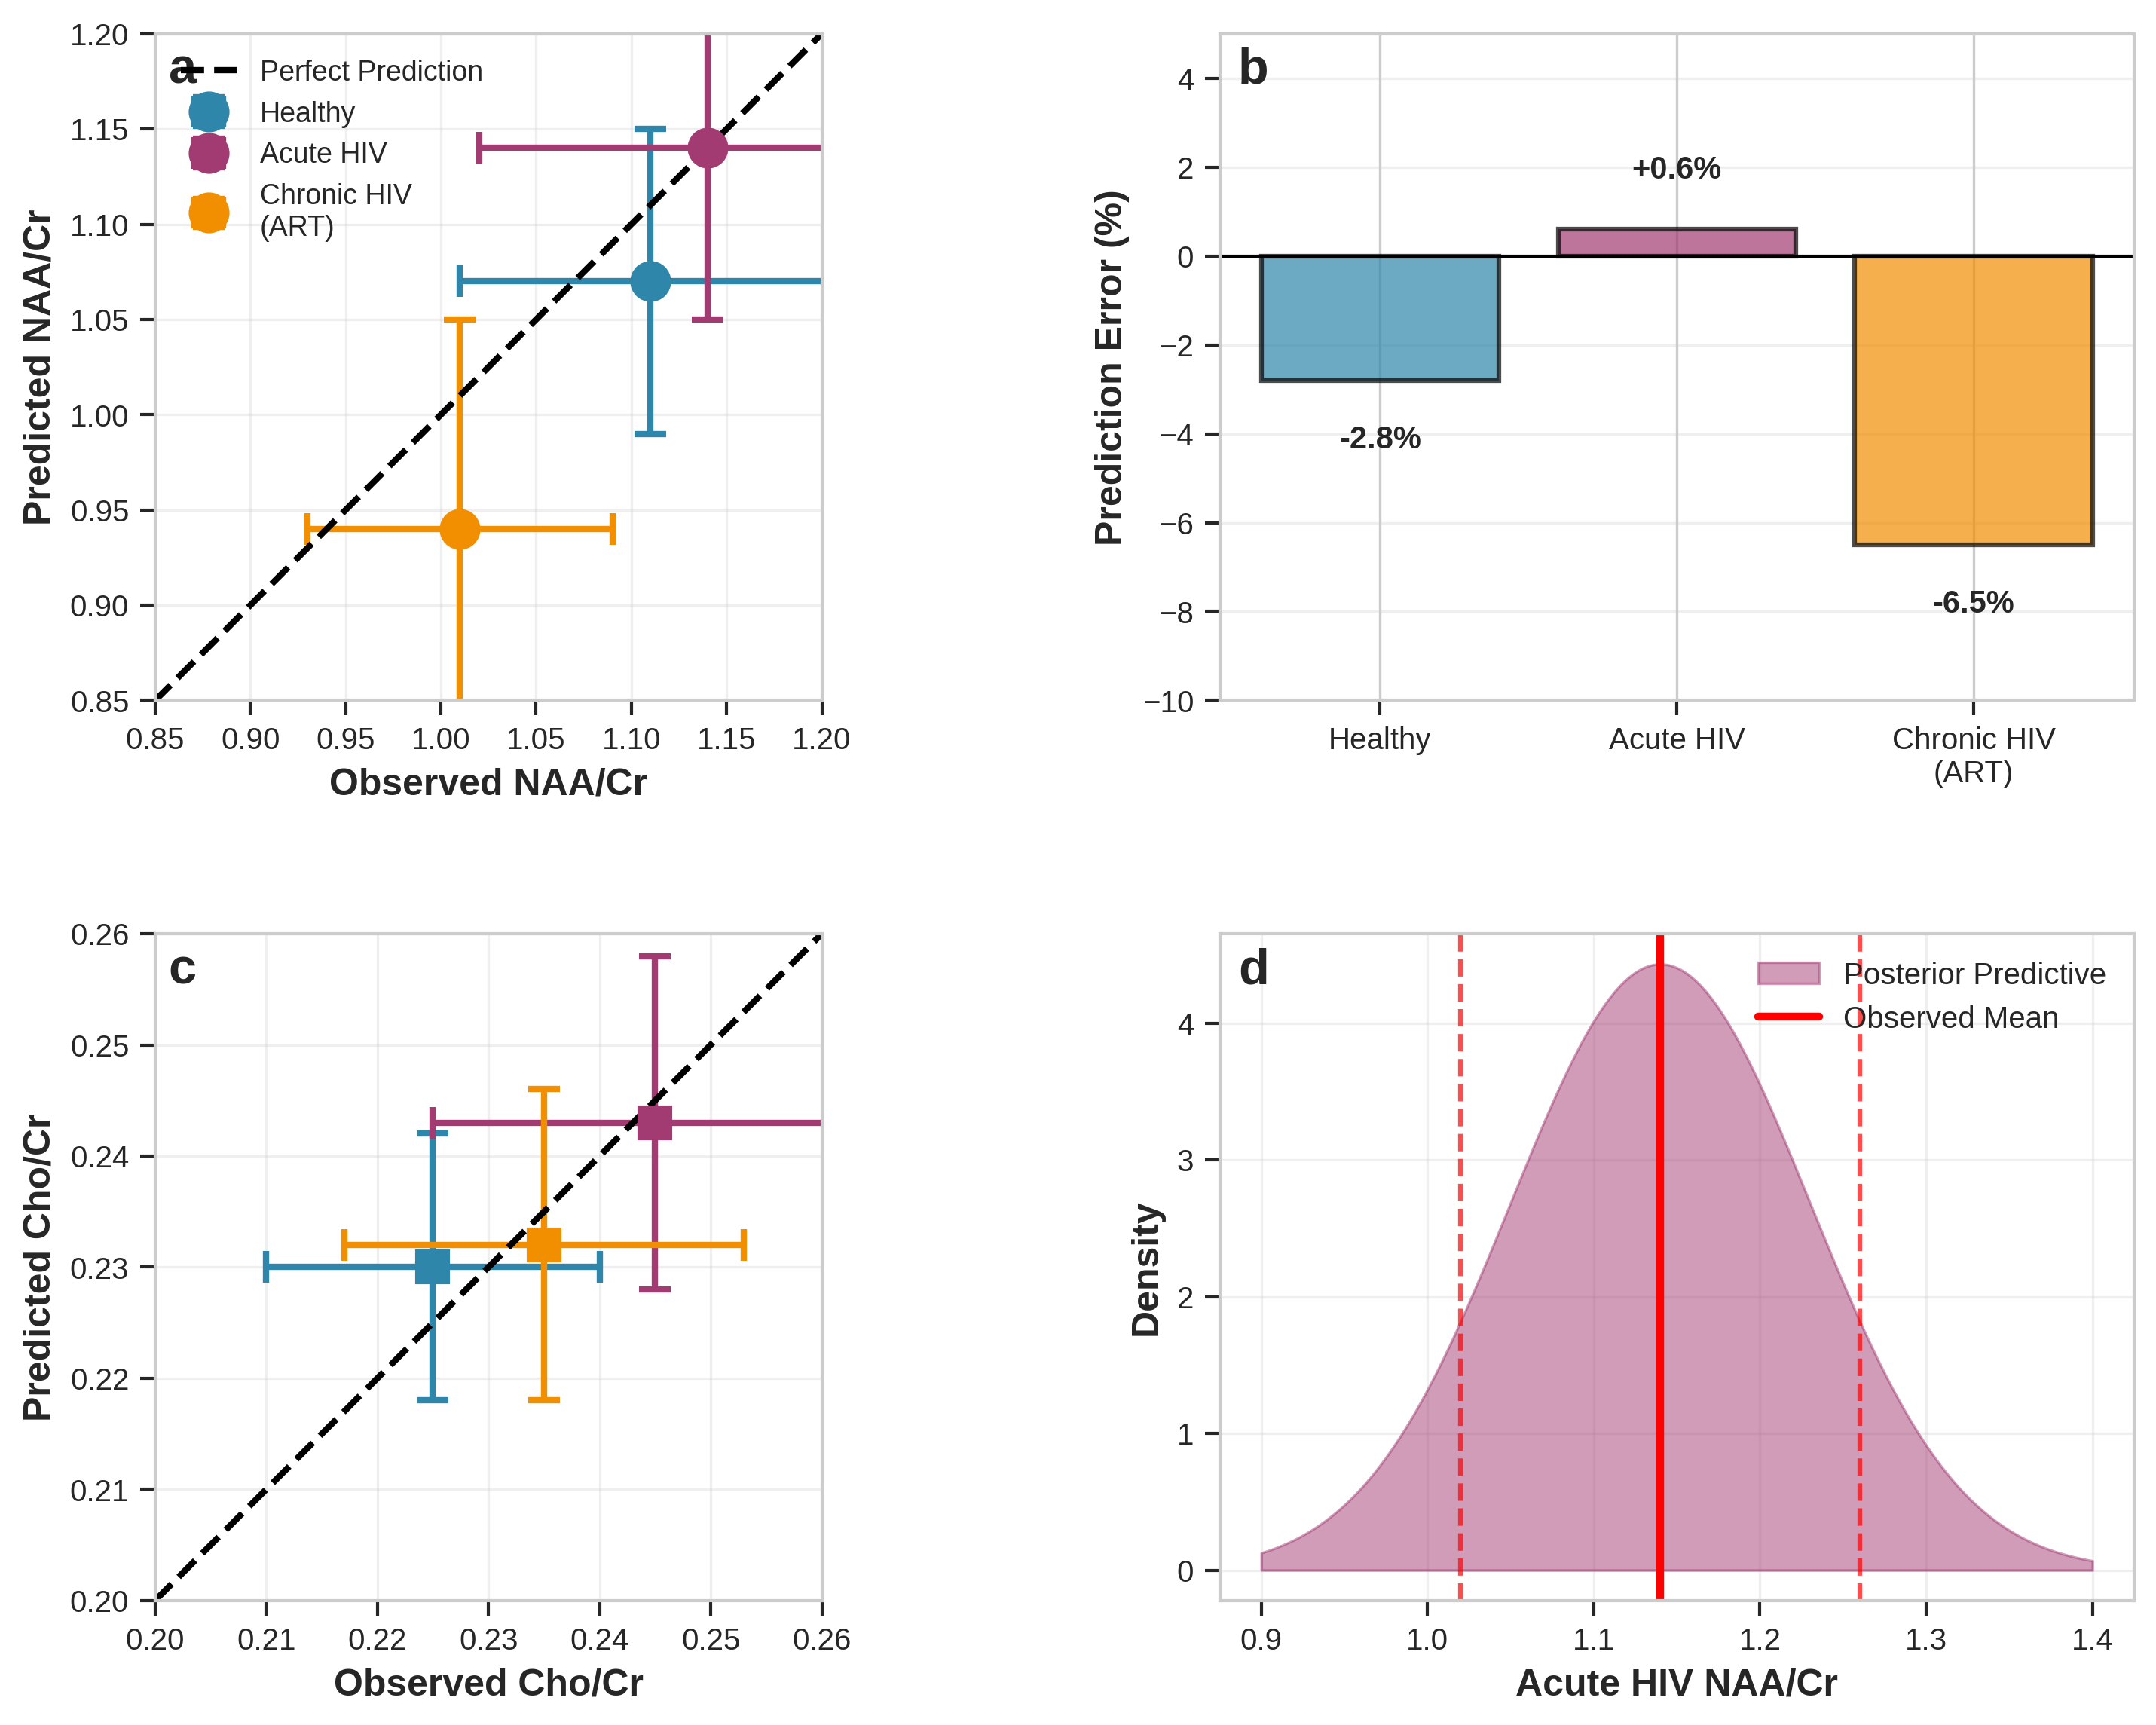 a
Perfect Prediction
Healthy
Acute HIV
Chronic HIV
(ART)
1.20
1.15
1.10
1.05
1.00
0.95
0.90
0.85
Predicted NAA/Cr
0.85 0.90 0.95 1.00 1.05 1.10 1.15 1.20
Observed NAA/Cr
b
4
2
0
−2
−4
−6
−8
−10
Prediction Error (%)
-2.8%
+0.6%
-6.5%
Healthy Acute HIV Chronic HIV
(ART)
c
0.26
0.25
0.24
0.23
0.22
0.21
0.20
Predicted Cho/Cr
0.20 0.21 0.22 0.23 0.24 0.25 0.26
Observed Cho/Cr
d
Posterior Predictive
Observed Mean
4
3
2
1
0
Density
0.9 1.0 1.1 1.2 1.3 1.4
Acute HIV NAA/Cr